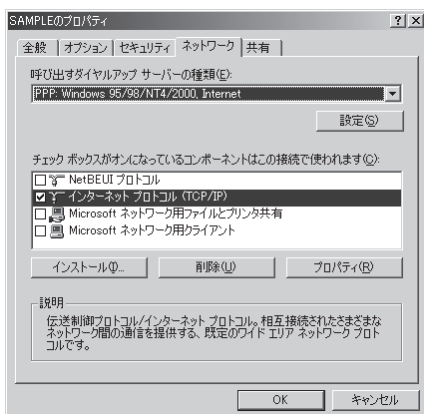 SAMPLEのプロパティ
全般 オプション セキュリティ ネットワーク 共有
呼び出すダイヤルアップ サーバーの種類(E):
PPP: Windows 95/98/NT4/2000, Internet
設定(S)
チェック ボックスがオンになっているコンポーネントはこの接続で使われます(C):
NetBEUI プロトコル
インターネット プロトコル (TCP/IP)
Microsoft ネットワーク用ファイルとプリンタ共有
Microsoft ネットワーク用クライアント
インストール(I)... 削除(U) プロパティ(R)
説明
伝送制御プロトコル/インターネット プロトコル。相互接続されたさまざまな
ネットワーク間の通信を提供する、既定のワイド エリア ネットワーク プロト
コルです。
OK キャンセル